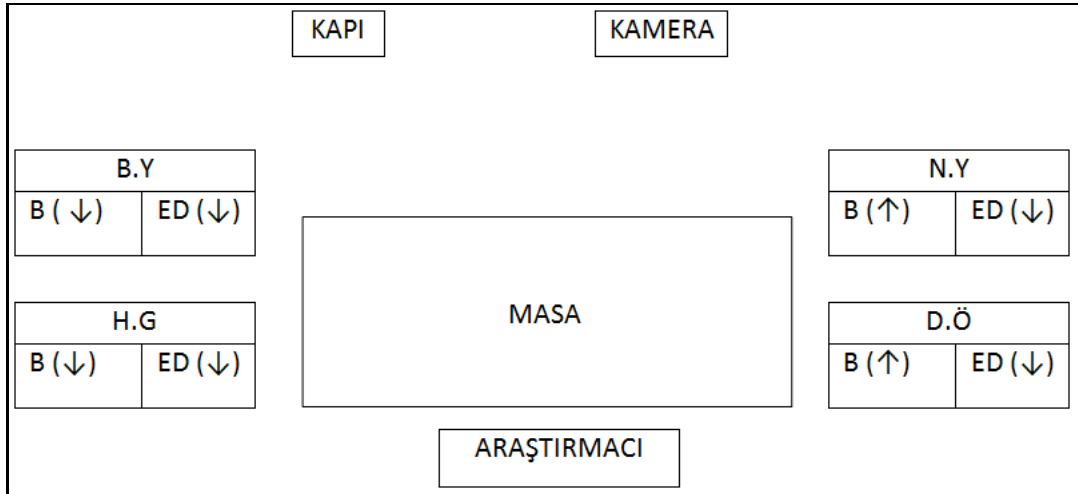 KAPI
KAMERA
B.Y
B ( ↓) ED (↓)
N.Y
B (↑) ED (↓)
MASA
H.G
B (↓) ED (↓)
D.Ö
B (↑) ED (↓)
ARAŞTIRMACI